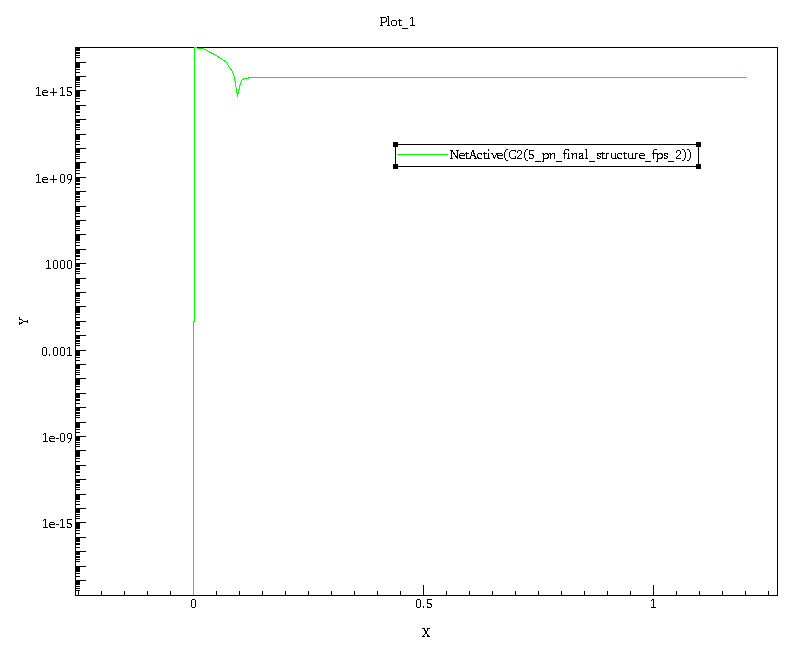 Plot_1
1e+15
NetActive(C2(5_pn_final_structure_fps_2))
1e+09
1000
Y
0.001
1e-09
1e-15
0
0.5
1
X